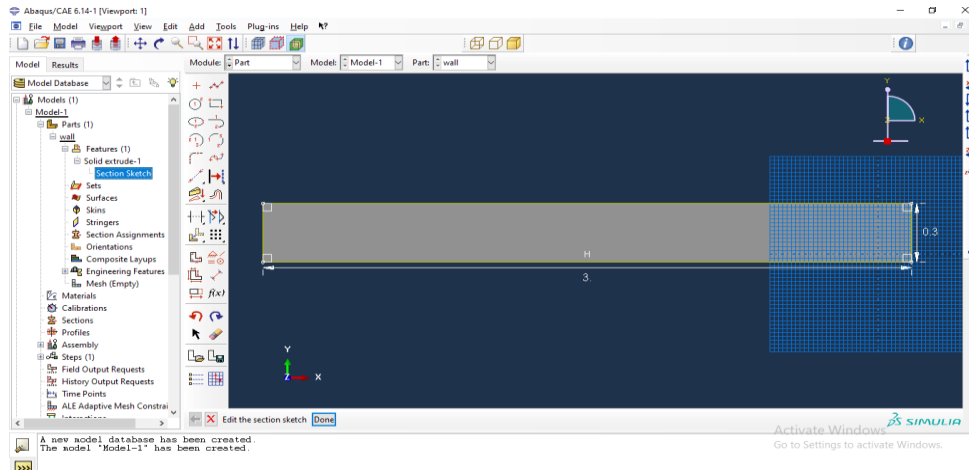 Abaqus/CAE 6.14-1 [Viewport: 1]
File Model Viewport View Edit Add Tools Plug-ins Help
Model Results
Module: Part Model: Model-1 Part: wall
Model Database
Models (1)
Model-1
Parts (1)
wall
Features (1)
Solid extrude-1
Section Sketch
Sets
Surfaces
Skins
Stringers
Section Assignments
Orientations
Composite Layups
Engineering Features
Mesh (Empty)
Materials
Calibrations
Sections
Profiles
Assembly
Steps (1)
Field Output Requests
History Output Requests
Time Points
ALE Adaptive Mesh Constrai
f(x)
Y
X
0.3
H
3.
Y
Z X
Edit the section sketch Done
SIMULIA
Activate Windows
Go to Settings to activate Windows.
A new model database has been created.
The model "Model-1" has been created.
>>>